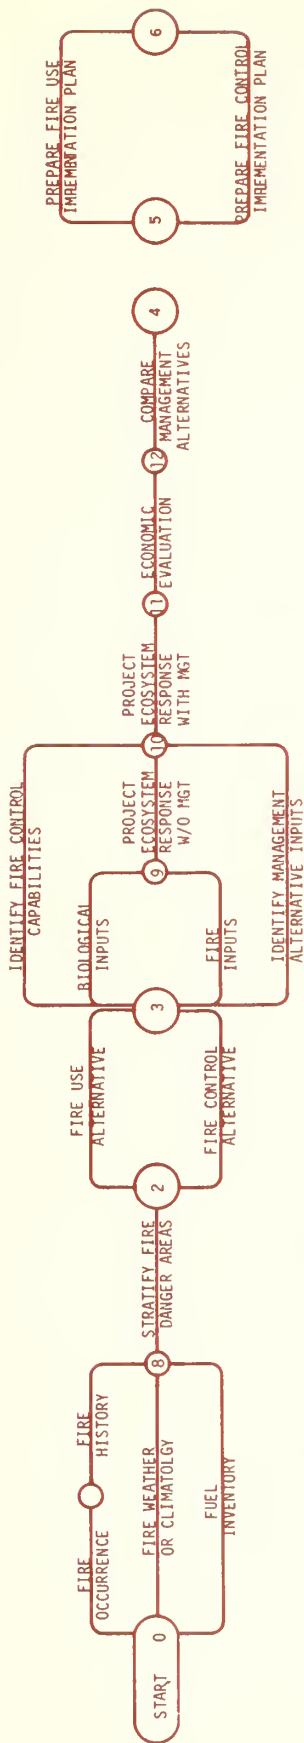 START 0
FIRE
OCCURRENCE
FIRE
HISTORY
FIRE WEATHER
OR CLIMATOLGY
FUEL
INVENTORY
8
STRATIFY FIRE
DANGER AREAS
2
FIRE USE
ALTERNATIVE
FIRE CONTROL
ALTERNATIVE
3
IDENTIFY FIRE CONTROL
CAPABILITIES
BIOLOGICAL
INPUTS
FIRE
INPUTS
IDENTIFY MANAGEMENT
ALTERNATIVE INPUTS
9
PROJECT
ECOSYSTEM
RESPONSE
W/O MGT
10
PROJECT
ECOSYSTEM
RESPONSE
WITH MGT
11
ECONOMIC
EVALUATION
12
COMPARE
MANAGEMENT
ALTERNATIVES
4
5
PREPARE FIRE USE
PLAN
PREPARE FIRE CONTROL
PLAN
6